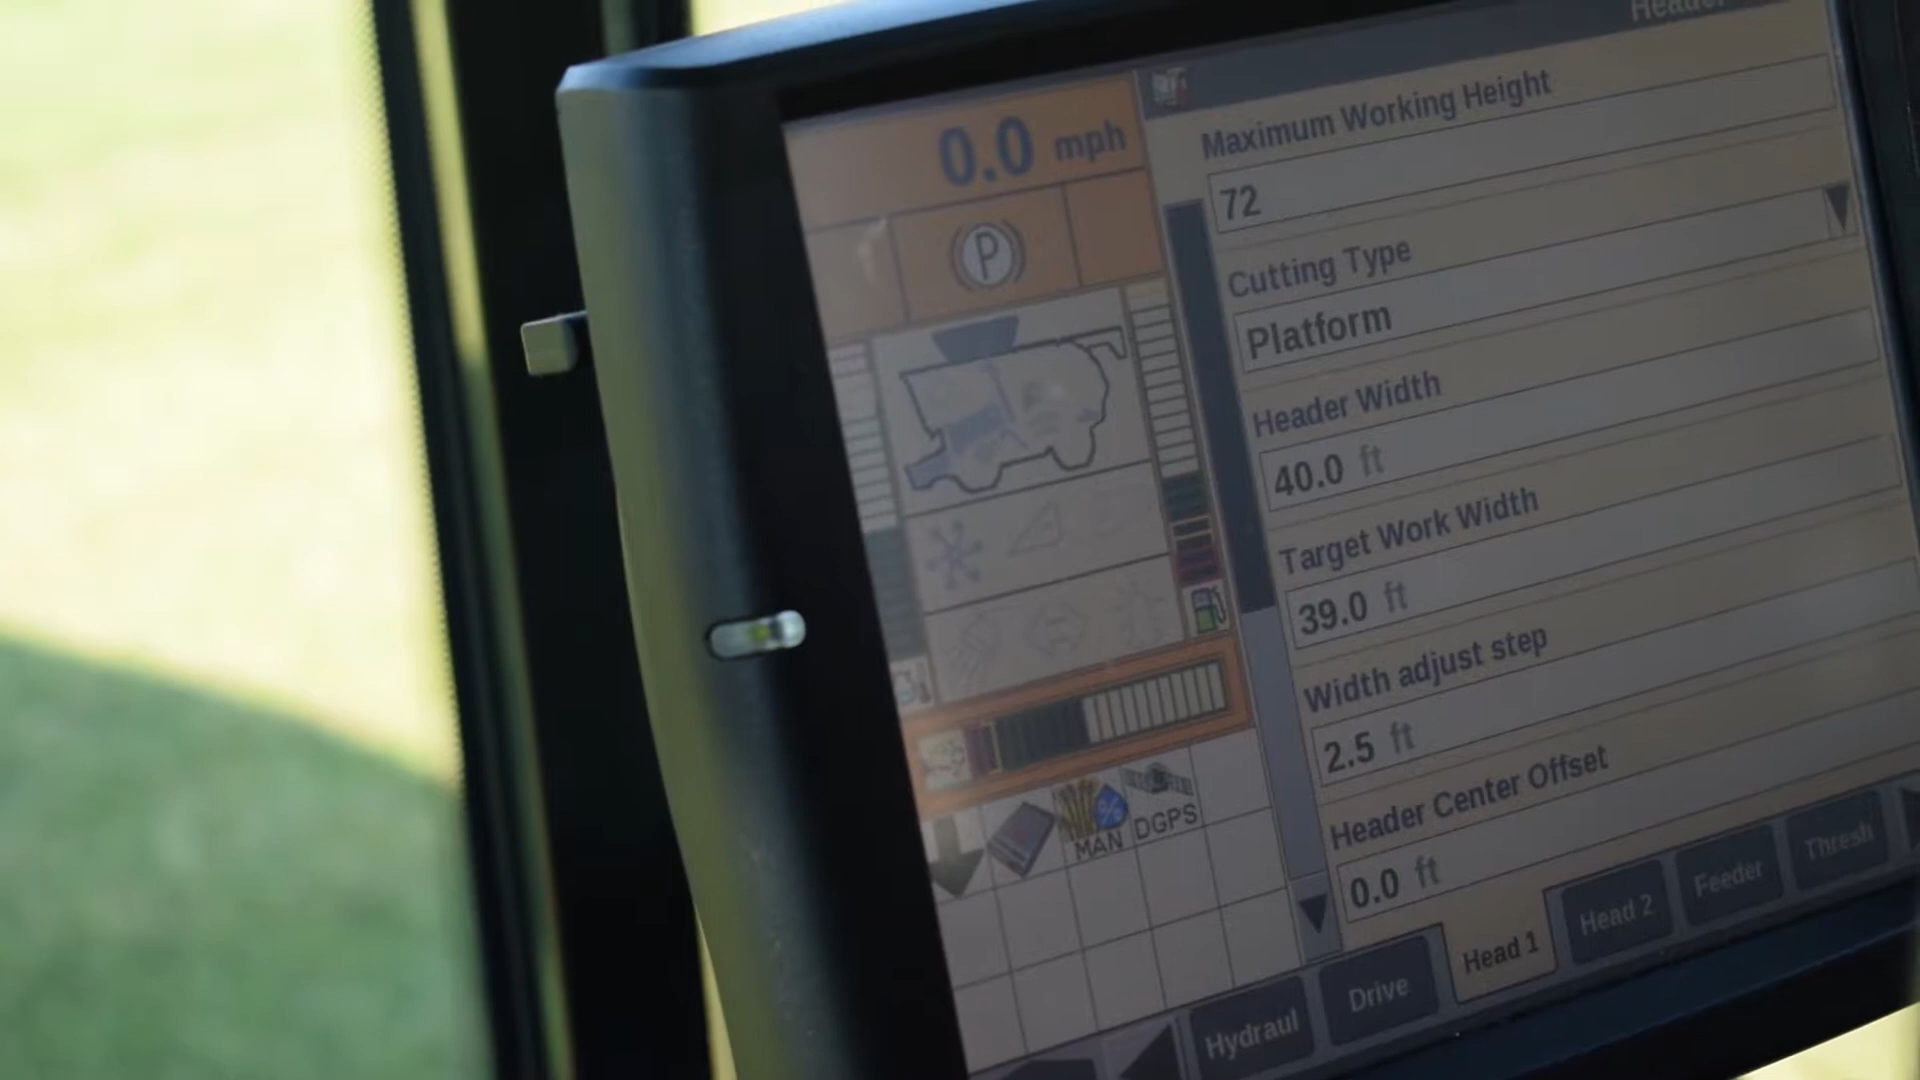 Header
0.0 mph
P
MAN
DGPS
Maximum Working Height
72
Cutting Type
Platform
Header Width
40.0 ft
Target Work Width
39.0 ft
Width adjust step
2.5 ft
Header Center Offset
0.0 ft
Hydraul
Drive
Head 1
Head 2
Feeder
Thresh